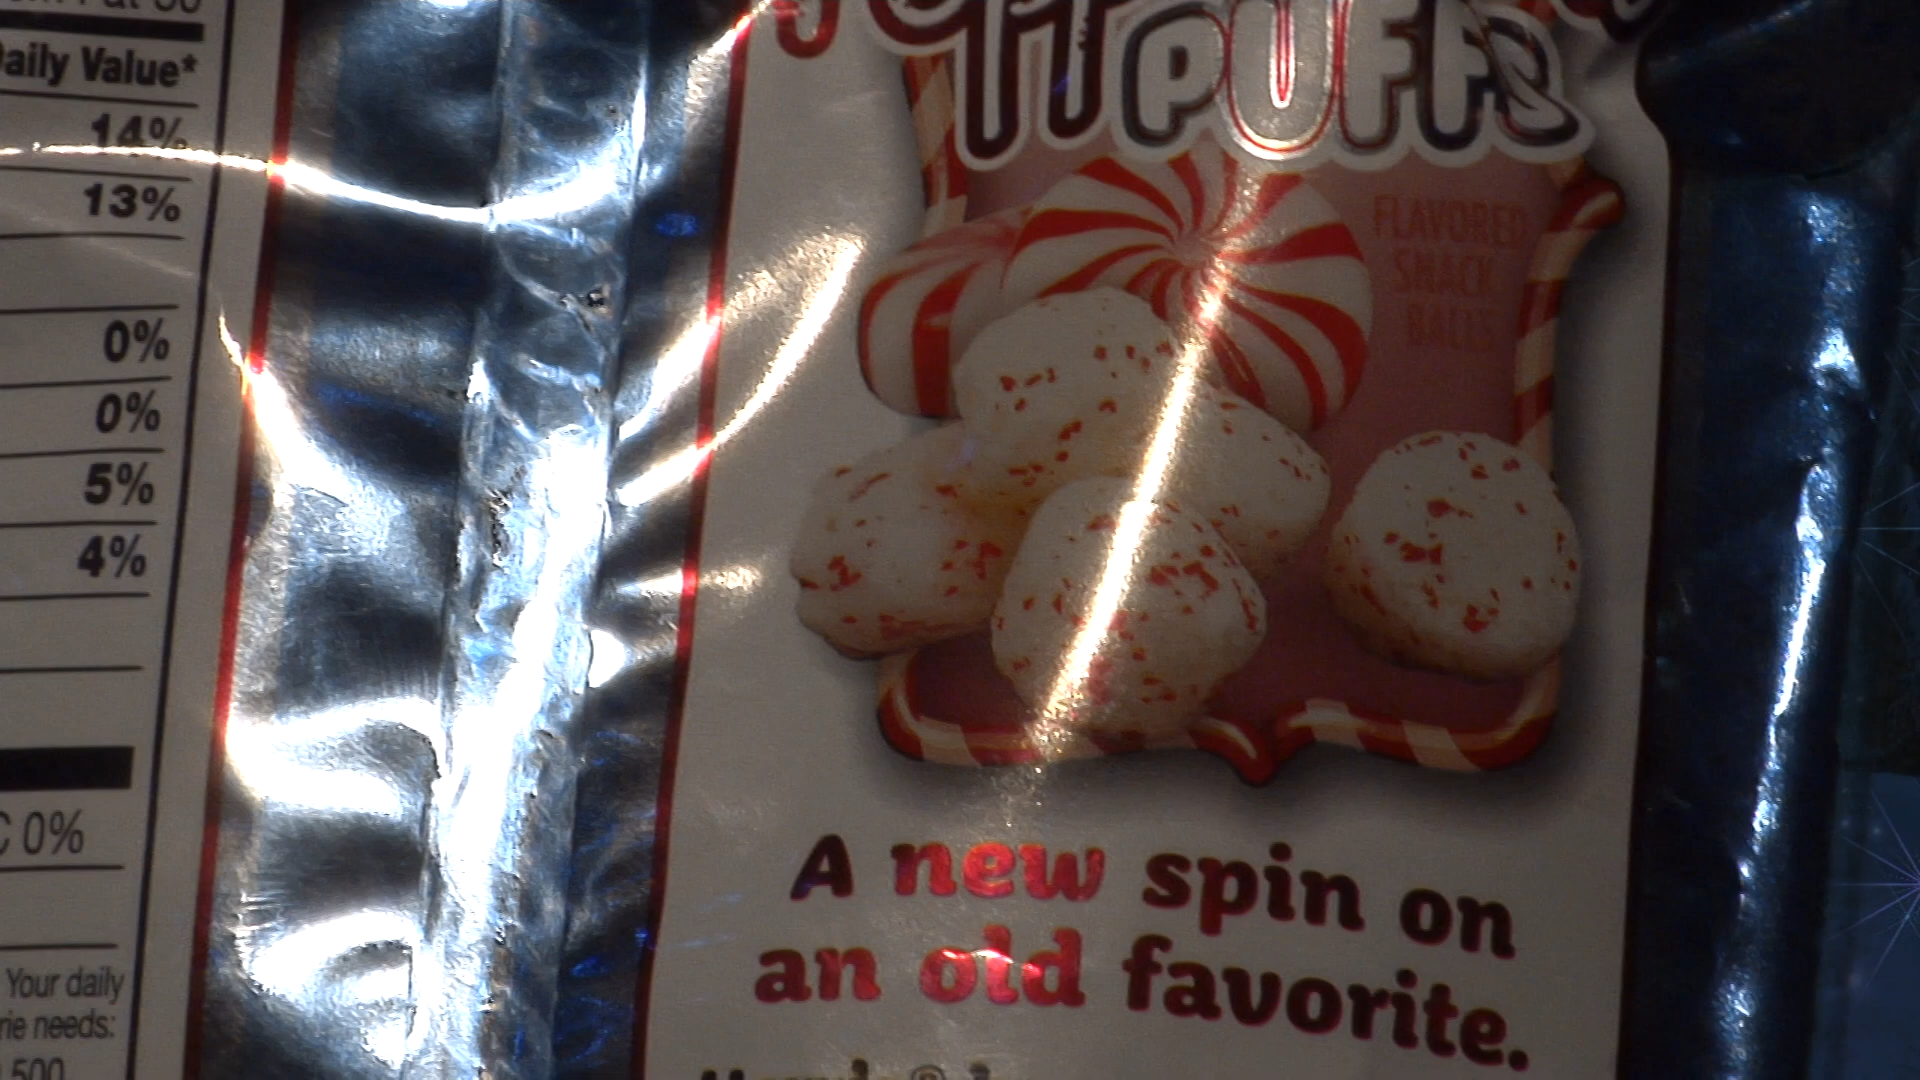 Daily Value*
14%
13%
0%
0%
5%
4%
C 0%
Your daily
needs:
500
PUFFS
FLAVORED
SNACK
BALLS
A new spin on
an old favorite.